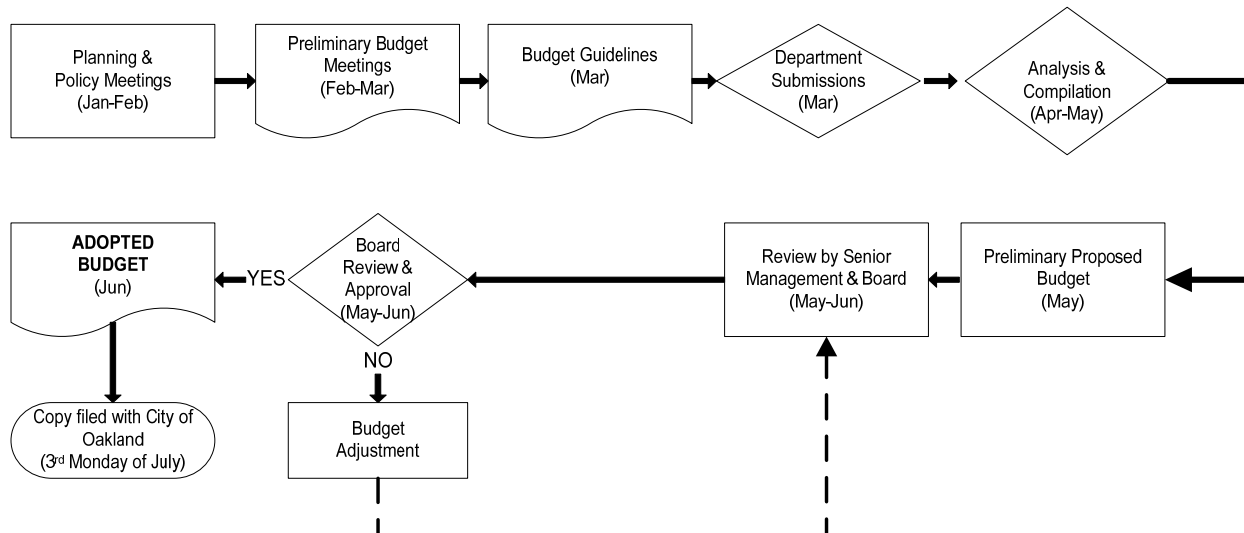 Planning &
Policy Meetings
(Jan-Feb)
Preliminary Budget
Meetings
(Feb-Mar)
Budget Guidelines
(Mar)
Department
Submissions
(Mar)
Analysis &
Compilation
(Apr-May)
ADOPTED
BUDGET
(Jun)
YES
Board
Review &
Approval
(May-Jun)
Review by Senior
Management & Board
(May-Jun)
Preliminary Proposed
Budget
(May)
NO
Copy filed with City of
Oakland
(3rd Monday of July)
Budget
Adjustment